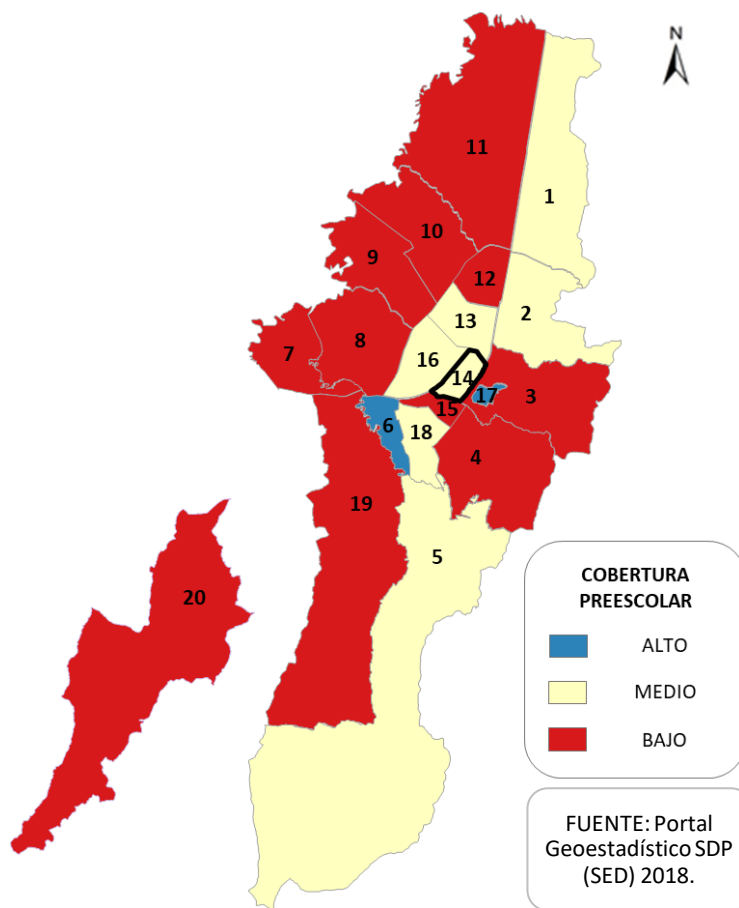 N
11
1
10
9
12
2
13
8
7
16
14
17
3
15
6
18
4
19
5
20
COBERTURA
PREESCOLAR
ALTO
MEDIO
BAJO
FUENTE: Portal
Geoestadístico SDP
(SED) 2018.